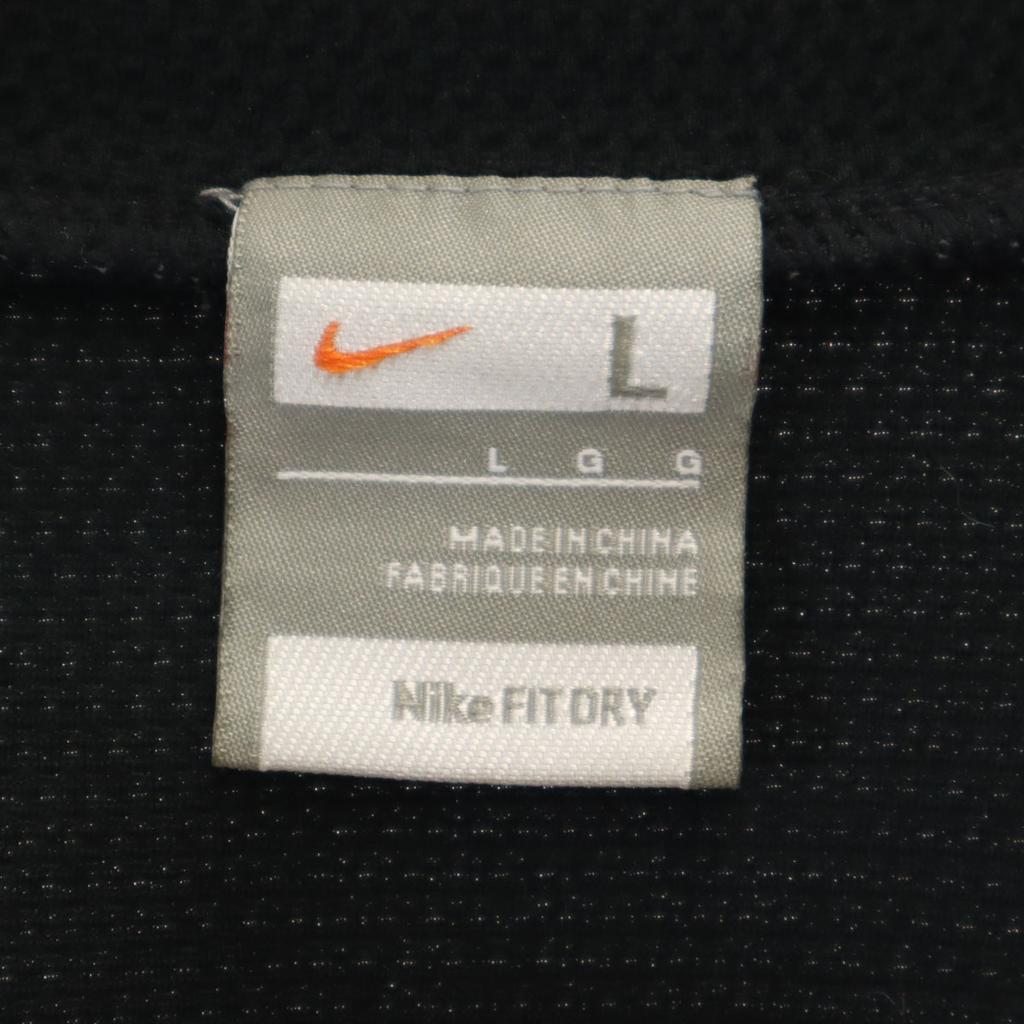 L
L G G
MADE IN CHINA
FABRIQUE EN CHINE
Nike FIT DRY